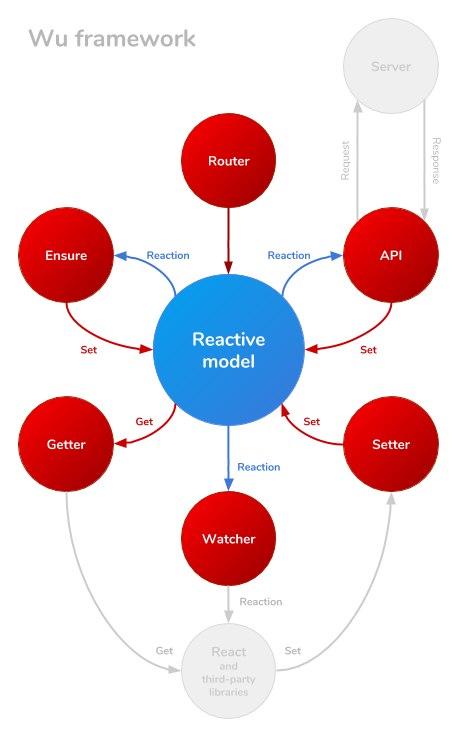 Wu framework
Server
Request
Response
Router
Ensure
Reaction
Reaction
API
Reactive
model
Set
Set
Getter
Get
Set
Setter
Reaction
Watcher
Reaction
Get
React
and
third-party
libraries
Set